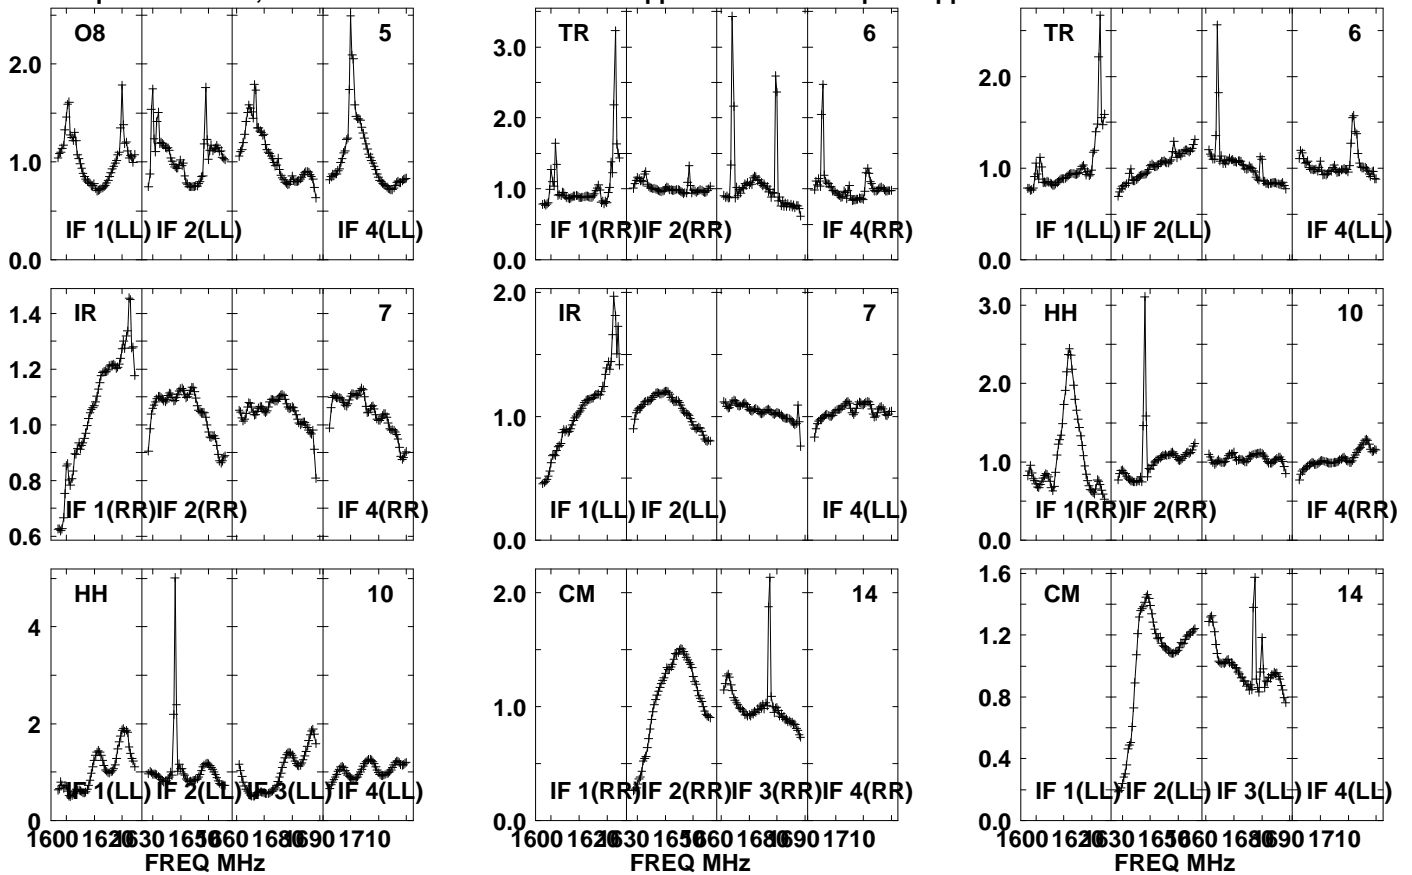 O8 5 TR 6 TR 6
2.0 1.0 0.0
3.0 2.0 1.0 0.0
2.0 1.0 0.0
IF 1(LL) IF 2(LL) IF 4(LL)
IF 1(RR) IF 2(RR) IF 4(RR)
IF 1(LL) IF 2(LL) IF 4(LL)
IR 7 IR 7 HH 10
1.4 1.2 1.0 0.8 0.6
2.0 1.0 0.0
3.0 2.0 1.0 0.0
IF 1(RR) IF 2(RR) IF 4(RR)
IF 1(LL) IF 2(LL) IF 4(LL)
IF 1(RR) IF 2(RR) IF 4(RR)
HH 10 CM 14 CM 14
4 2 0
2.0 1.0 0.0
1.6 1.2 0.8 0.4 0.0
IF 1(LL) IF 2(LL) IF 3(LL) IF 4(LL)
IF 1(RR) IF 2(RR) IF 3(RR) IF 4(RR)
IF 1(LL) IF 2(LL) IF 3(LL) IF 4(LL)
1600 1620 1630 1650 1660 1680 1690 1710
1600 1620 1630 1650 1660 1680 1690 1710
1600 1620 1630 1650 1660 1680 1690 1710
FREQ MHz FREQ MHz